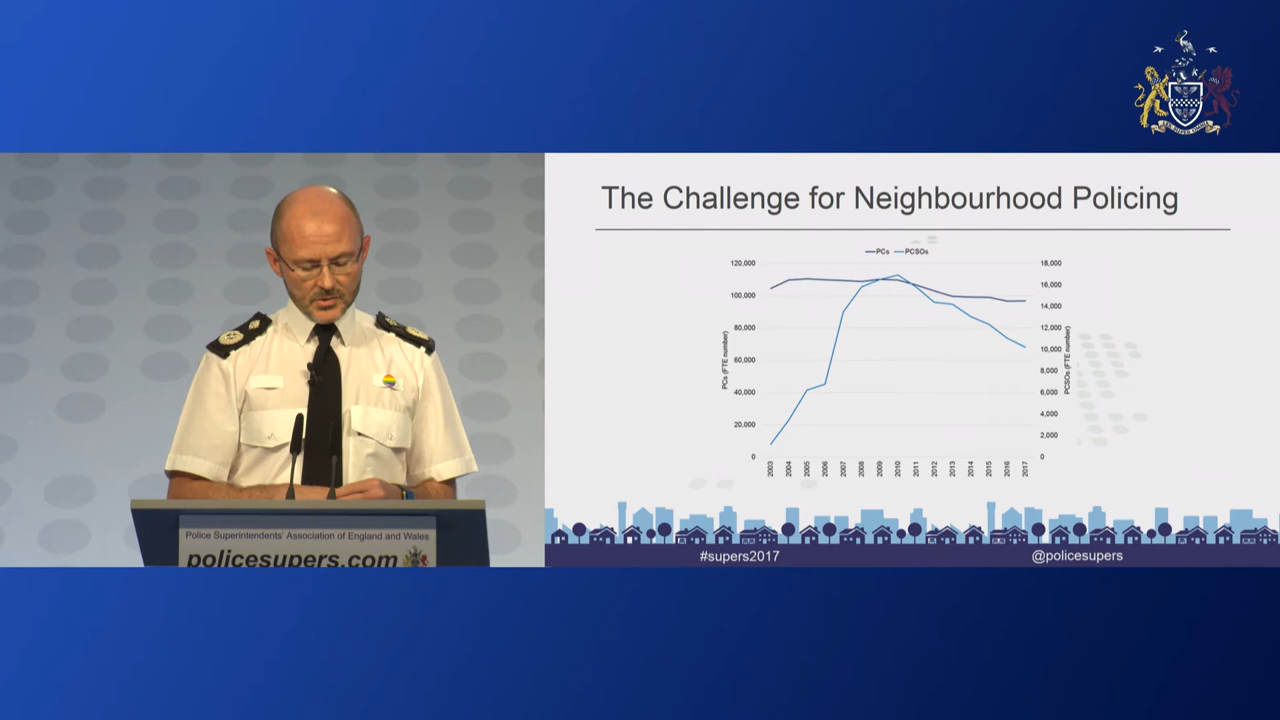 The Challenge for Neighbourhood Policing
PCs PCSOs
120,000
100,000
80,000
60,000
40,000
20,000
0
PCs (FTE number)
18,000
16,000
14,000
12,000
10,000
8,000
6,000
4,000
2,000
0
PCSOs (FTE number)
2003 2004 2005 2006 2007 2008 2009 2010 2011 2012 2013 2014 2015 2016 2017
Police Superintendents' Association of England and Wales
policesupers.com
#supers2017
@policesupers